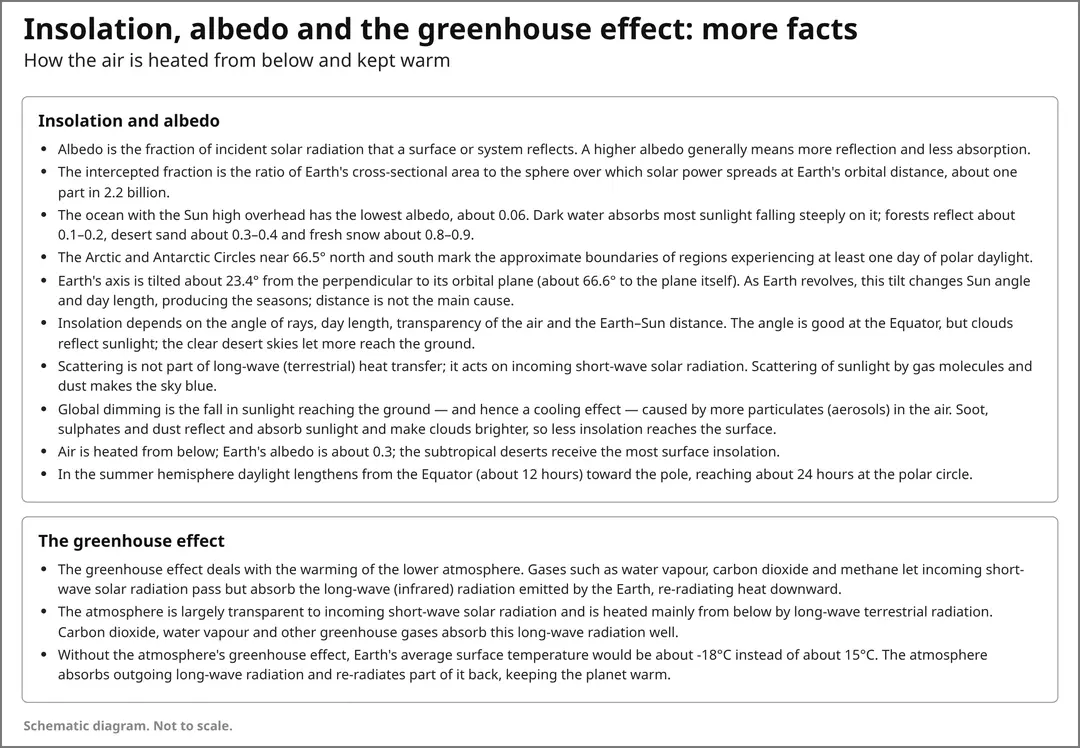 Insolation, albedo and the greenhouse effect: more facts
How the air is heated from below and kept warm
Insolation and albedo
• Albedo is the fraction of incident solar radiation that a surface or system reflects. A higher albedo generally means more reflection and less absorption.
• The intercepted fraction is the ratio of Earth's cross-sectional area to the sphere over which solar power spreads at Earth's orbital distance, about one
part in 2.2 billion.
• The ocean with the Sun high overhead has the lowest albedo, about 0.06. Dark water absorbs most sunlight falling steeply on it; forests reflect about
0.1–0.2, desert sand about 0.3–0.4 and fresh snow about 0.8–0.9.
• The Arctic and Antarctic Circles near 66.5° north and south mark the approximate boundaries of regions experiencing at least one day of polar daylight.
• Earth's axis is tilted about 23.4° from the perpendicular to its orbital plane (about 66.6° to the plane itself). As Earth revolves, this tilt changes Sun angle
and day length, producing the seasons; distance is not the main cause.
• Insolation depends on the angle of rays, day length, transparency of the air and the Earth–Sun distance. The angle is good at the Equator, but clouds
reflect sunlight; the clear desert skies let more reach the ground.
• Scattering is not part of long-wave (terrestrial) heat transfer; it acts on incoming short-wave solar radiation. Scattering of sunlight by gas molecules and
dust makes the sky blue.
• Global dimming is the fall in sunlight reaching the ground — and hence a cooling effect — caused by more particulates (aerosols) in the air. Soot,
sulphates and dust reflect and absorb sunlight and make clouds brighter, so less insolation reaches the surface.
• Air is heated from below; Earth's albedo is about 0.3; the subtropical deserts receive the most surface insolation.
• In the summer hemisphere daylight lengthens from the Equator (about 12 hours) toward the pole, reaching about 24 hours at the polar circle.
The greenhouse effect
• The greenhouse effect deals with the warming of the lower atmosphere. Gases such as water vapour, carbon dioxide and methane let incoming short-
wave solar radiation pass but absorb the long-wave (infrared) radiation emitted by the Earth, re-radiating heat downward.
• The atmosphere is largely transparent to incoming short-wave solar radiation and is heated mainly from below by long-wave terrestrial radiation.
Carbon dioxide, water vapour and other greenhouse gases absorb this long-wave radiation well.
• Without the atmosphere's greenhouse effect, Earth's average surface temperature would be about -18°C instead of about 15°C. The atmosphere
absorbs outgoing long-wave radiation and re-radiates part of it back, keeping the planet warm.
Schematic diagram. Not to scale.